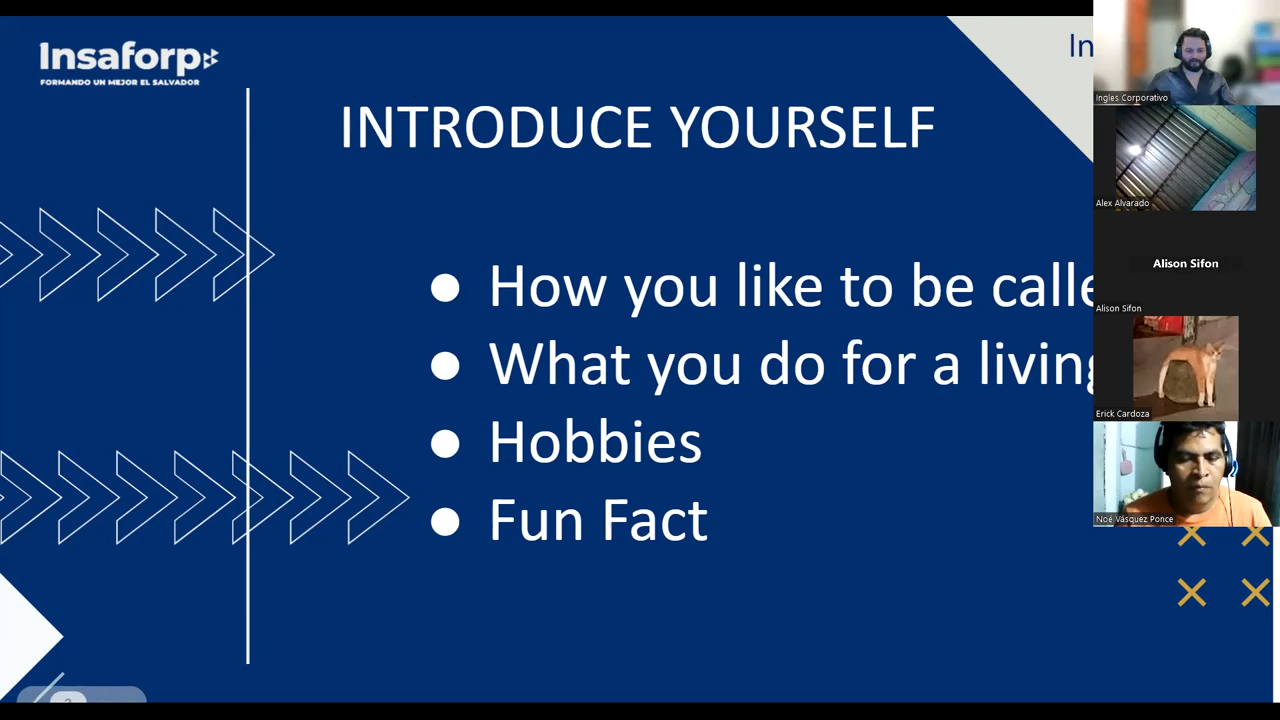 Insaforp
FORMANDO UN MEJOR EL SALVADOR
In
INTRODUCE YOURSELF
● How you like to be calle
● What you do for a living
● Hobbies
● Fun Fact
Ingles Corporativo
Alex Alvarado
Alison Sifon
Alison Sifon
Erick Cardoza
Noé Vásquez Ponce